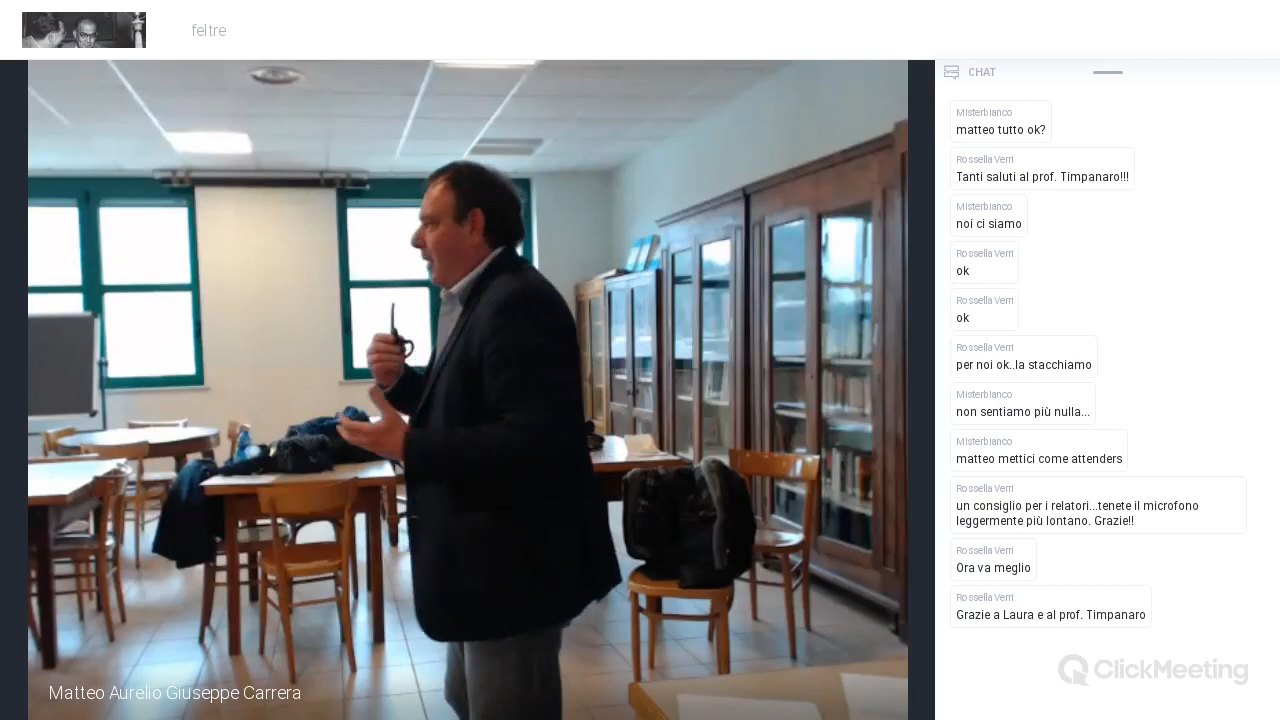 feltre
CHAT
Misterbianco
matteo tutto ok?
Rossella Verri
Tanti saluti al prof. Timpanaro!!!
Misterbianco
noi ci siamo
Rossella Verri
ok
Rossella Verri
ok
Rossella Verri
per noi ok..la stacchiamo
Misterbianco
non sentiamo più nulla...
Misterbianco
matteo mettici come attenders
Rossella Verri
un consiglio per i relatori...tenete il microfono
leggermente più lontano. Grazie!!
Rossella Verri
Ora va meglio
Rossella Verri
Grazie a Laura e al prof. Timpanaro
Matteo Aurelio Giuseppe Carrera
ClickMeeting